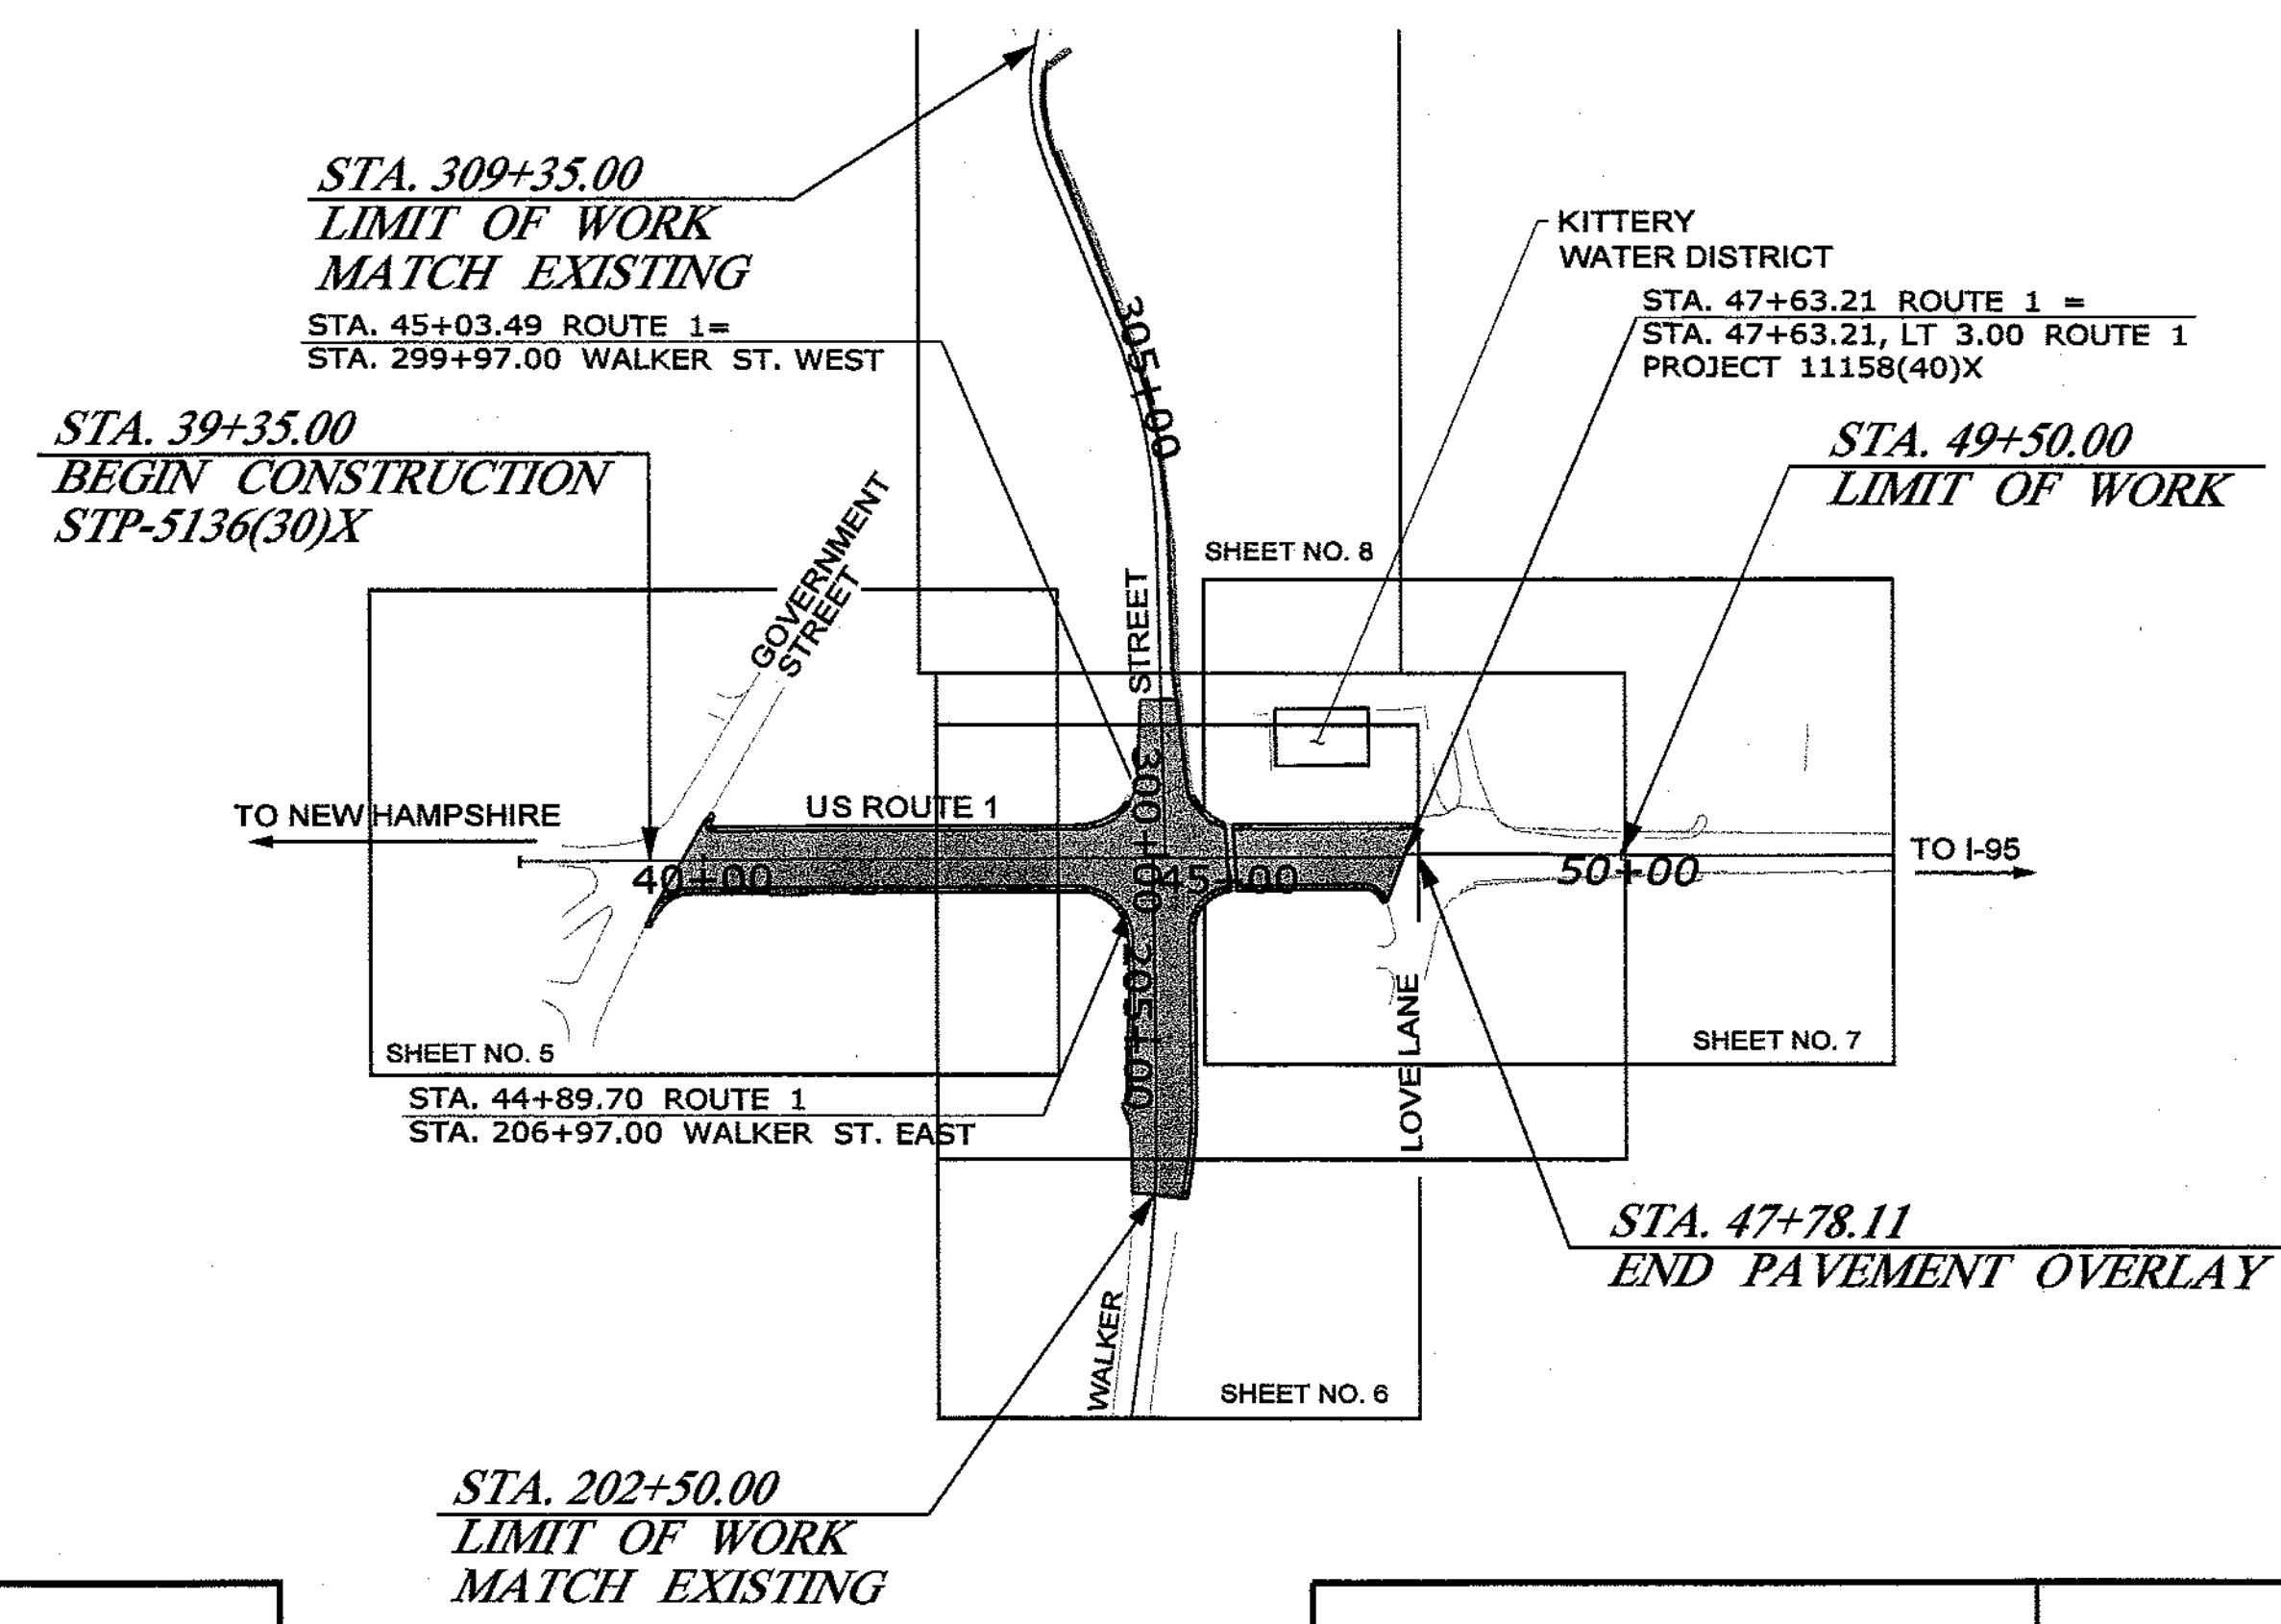 STA. 309+35.00
LIMIT OF WORK
MATCH EXISTING
STA. 45+03.49 ROUTE 1=
STA. 299+97.00 WALKER ST. WEST
KITTERY
WATER DISTRICT
STA. 47+63.21 ROUTE 1 =
STA. 47+63.21, LT 3.00 ROUTE 1
PROJECT 11158(40)X
STA. 39+35.00
BEGIN CONSTRUCTION
STP-5136(30)X
STA. 49+50.00
LIMIT OF WORK
305+00
GOVERNMENT
STREET
STREET
SHEET NO. 8
TO NEW HAMPSHIRE
US ROUTE 1
300+00
40+00
45+00
50+00
TO I-95
205+00
SHEET NO. 5
LOVE LANE
SHEET NO. 7
STA. 44+89.70 ROUTE 1
STA. 206+97.00 WALKER ST. EAST
STA. 47+78.11
END PAVEMENT OVERLAY
WALKER
SHEET NO. 6
STA. 202+50.00
LIMIT OF WORK
MATCH EXISTING